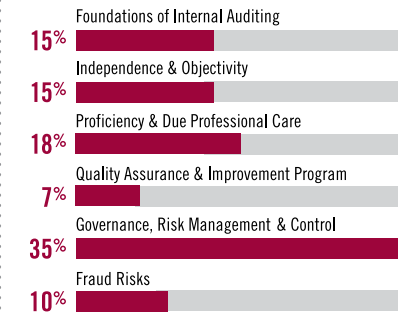 Foundations of Internal Auditing
15%
Independence & Objectivity
15%
Proficiency & Due Professional Care
18%
Quality Assurance & Improvement Program
7%
Governance, Risk Management & Control
35%
Fraud Risks
10%